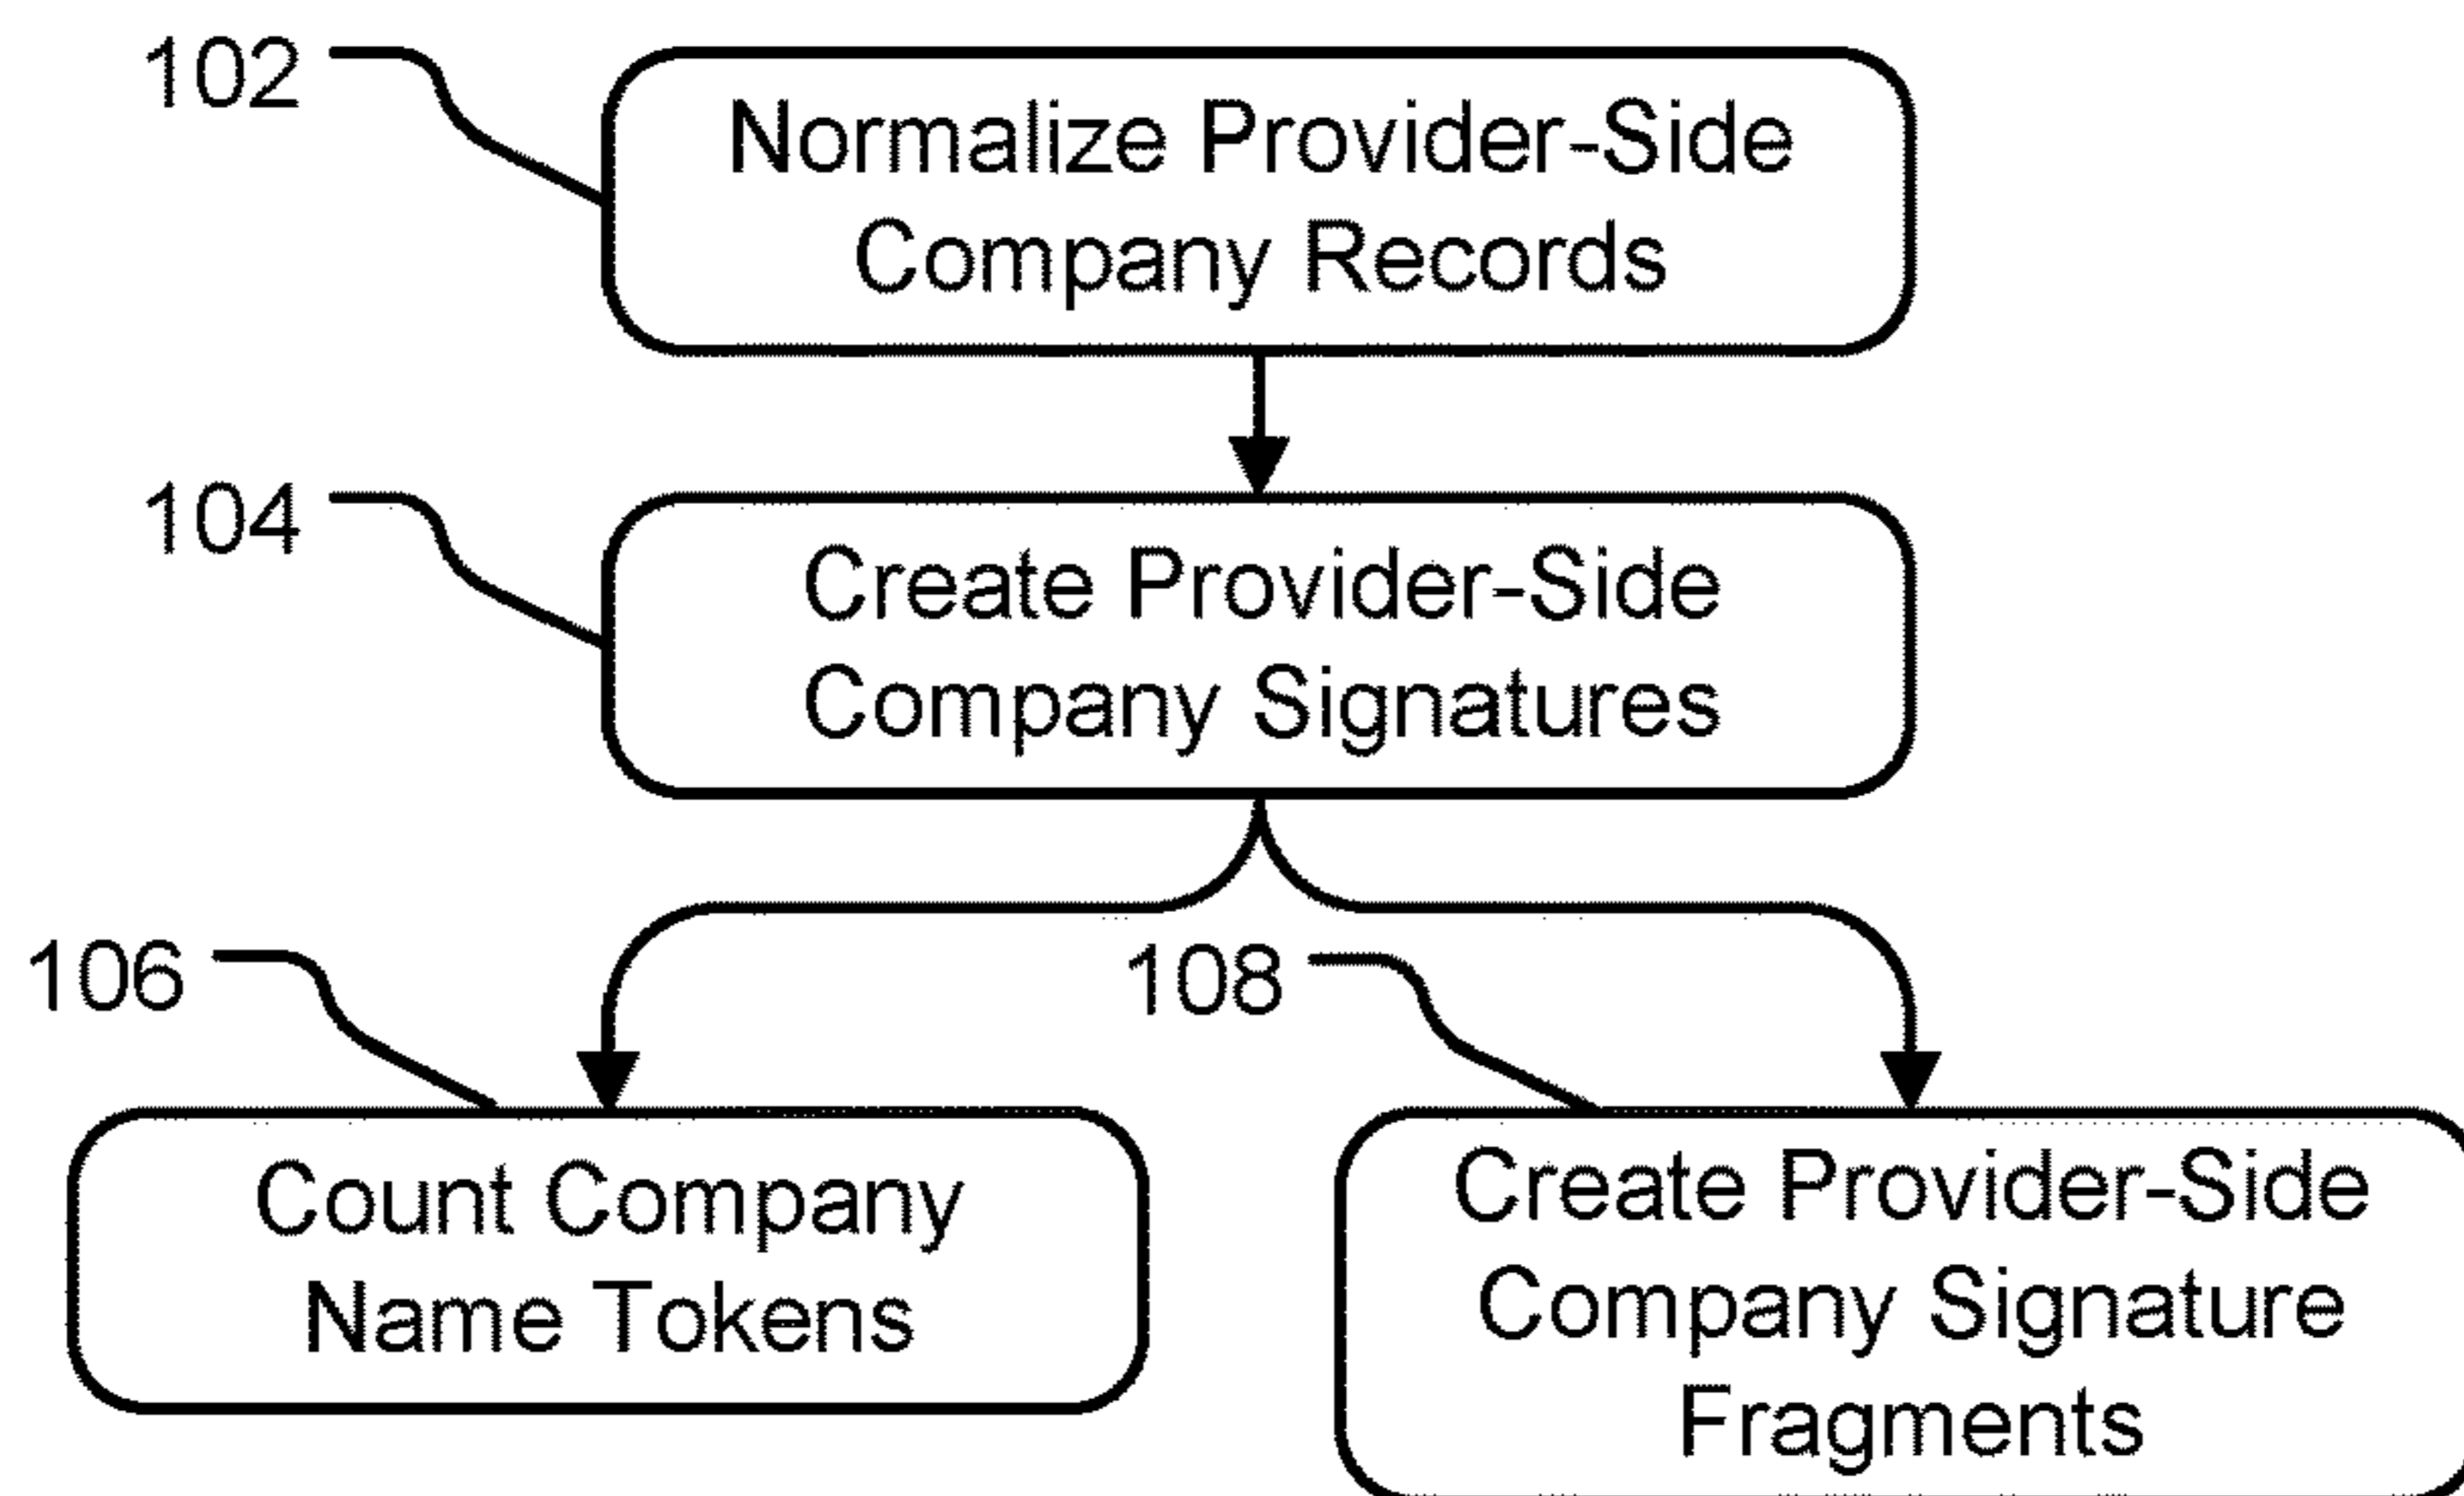 102
Normalize Provider-Side
Company Records
104
Create Provider-Side
Company Signatures
106
108
Count Company
Name Tokens
Create Provider-Side
Company Signature
Fragments